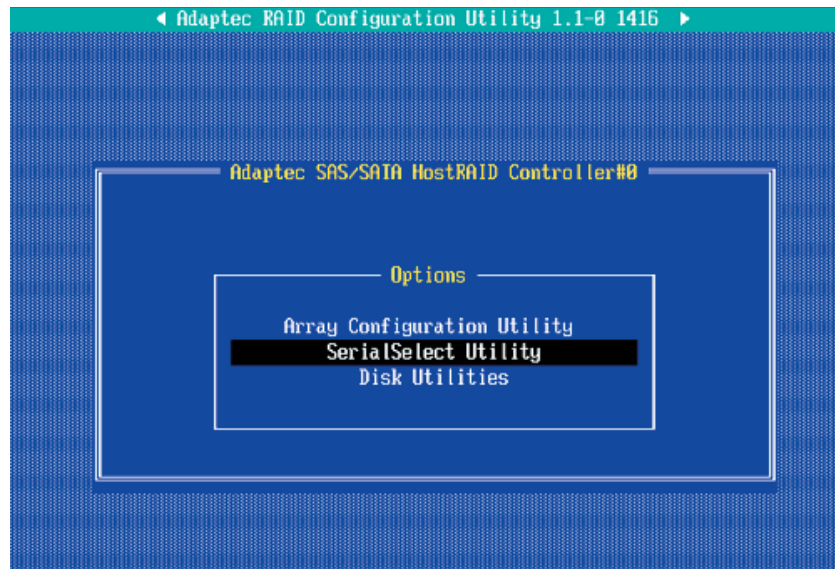 ◄ Adaptec RAID Configuration Utility 1.1-0 1416 ►
Adaptec SAS/SATA HostRAID Controller#0
Options
Array Configuration Utility
SerialSelect Utility
Disk Utilities